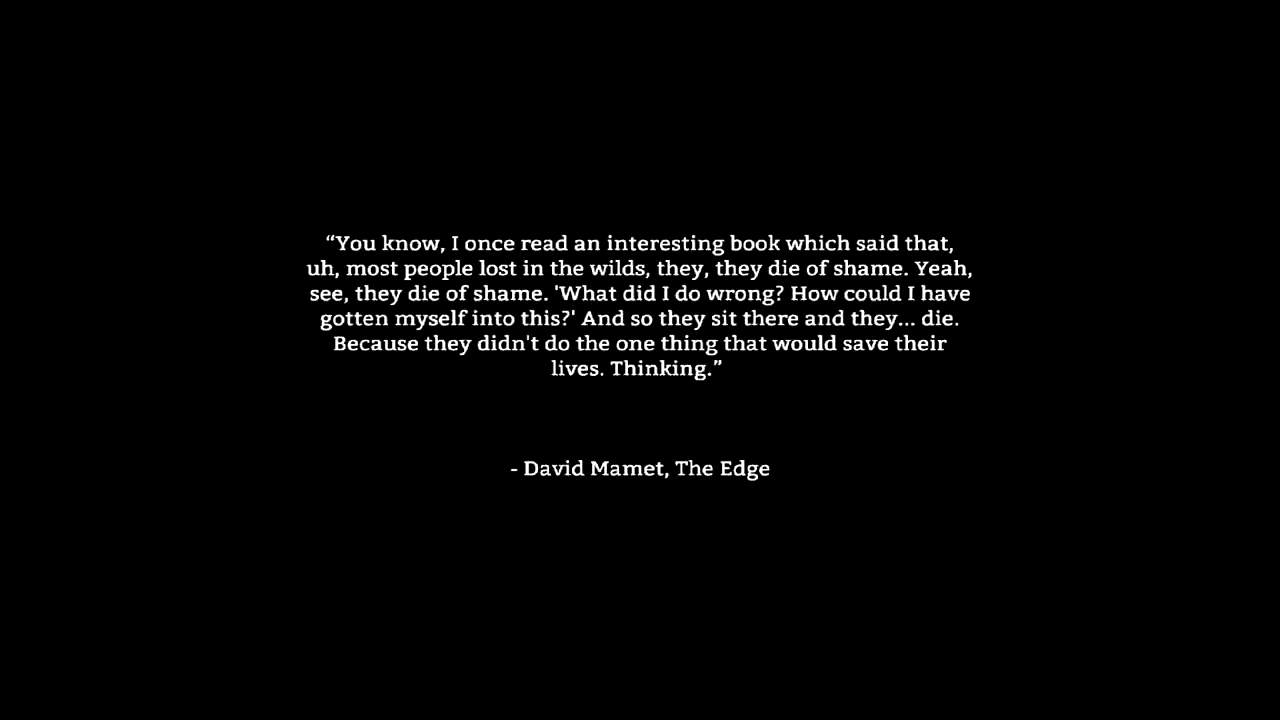 “You know, I once read an interesting book which said that,
uh, most people lost in the wilds, they, they die of shame. Yeah,
see, they die of shame. 'What did I do wrong? How could I have
gotten myself into this?' And so they sit there and they... die.
Because they didn't do the one thing that would save their
lives. Thinking.”
- David Mamet, The Edge